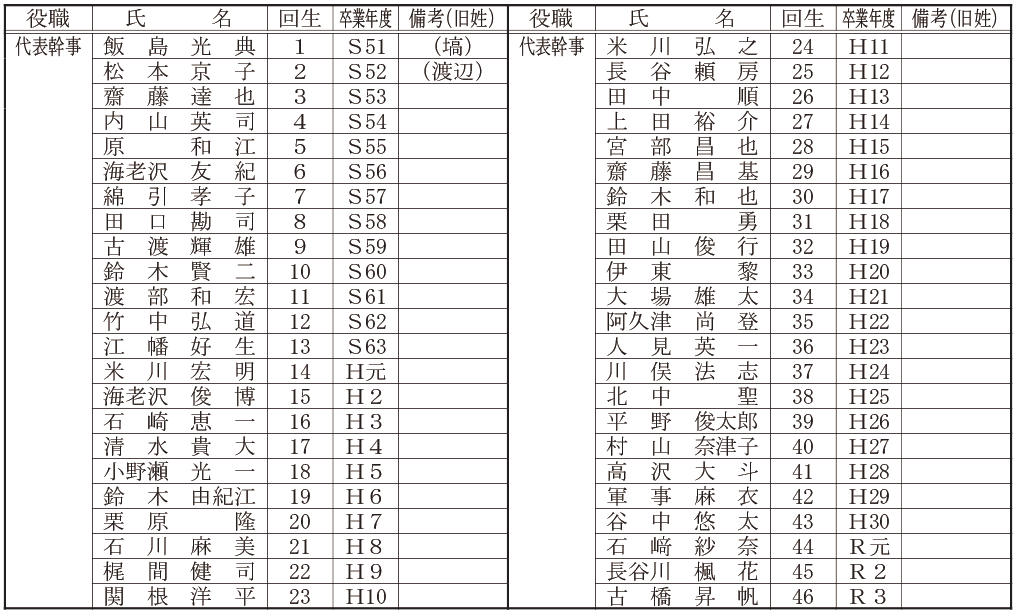 役職 氏名 回生 卒業年度 備考(旧姓)
代表幹事 飯島光典 1 S51 (塙)
松本京子 2 S52 (渡辺)
齋藤達也 3 S53
内山英司 4 S54
原和江 5 S55
海老沢友紀 6 S56
綿引孝子 7 S57
田口勘司 8 S58
古渡輝雄 9 S59
鈴木賢二 10 S60
渡部和宏 11 S61
竹中弘道 12 S62
江幡好生 13 S63
米川宏明 14 H元
海老沢俊博 15 H2
石崎恵一 16 H3
清水貴大 17 H4
小野瀬光一 18 H5
鈴木由紀江 19 H6
栗原隆 20 H7
石川麻美 21 H8
梶間健司 22 H9
関根洋平 23 H10
役職 氏名 回生 卒業年度 備考(旧姓)
代表幹事 米川弘之 24 H11
長谷頼房 25 H12
田中順 26 H13
上田裕介 27 H14
宮部昌也 28 H15
齋藤昌基 29 H16
鈴木和也 30 H17
栗田勇 31 H18
田山俊行 32 H19
伊東黎 33 H20
大場雄太 34 H21
阿久津尚登 35 H22
人見英一 36 H23
川俣法志 37 H24
北中聖 38 H25
平野俊太郎 39 H26
村山奈津子 40 H27
高沢大斗 41 H28
軍事麻衣 42 H29
谷中悠太 43 H30
石﨑紗奈 44 R元
長谷川楓花 45 R2
古橋昇帆 46 R3